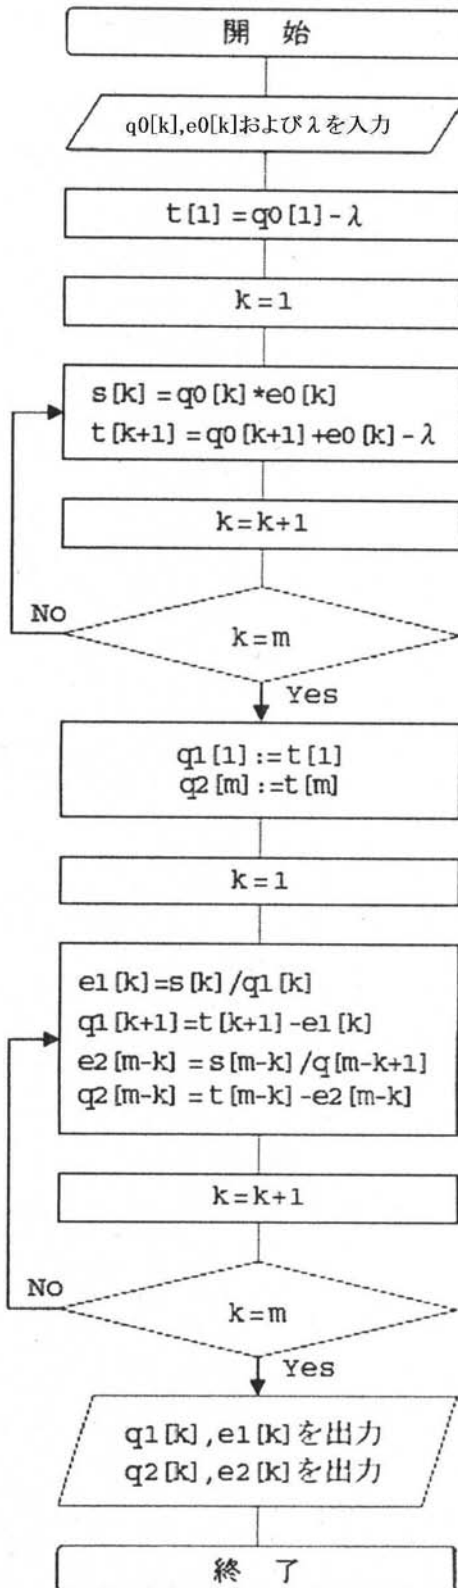 開 始
q0[k],e0[k]およびλを入力
t[1]=q0[1]-λ
k=1
s[k]=q0[k]*e0[k]
t[k+1]=q0[k+1]+e0[k]-λ
k=k+1
No
k=m
Yes
q1[1]:=t[1]
q2[m]:=t[m]
k=1
e1[k]=s[k]/q1[k]
q1[k+1]=t[k+1]-e1[k]
e2[m-k]=s[m-k]/q[m-k+1]
q2[m-k]=t[m-k]-e2[m-k]
k=k+1
No
k=m
Yes
q1[k],e1[k]を出力
q2[k],e2[k]を出力
終 了